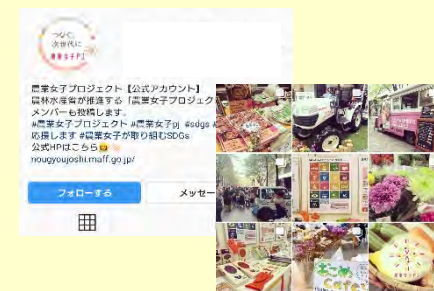 つなぐ、
次世代に
農業女子PJ
農業女子プロジェクト【公式アカウント】
農林水産省が推進する「農業女子プロジェク
メンバーも投稿します。
#農業女子プロジェクト #農業女子pj #sdgs
応援します #農業女子が取り組むSDGs
公式HPはこちら
nougyoujoshi.maff.go.jp/
フォローする
メッセー
おこめ
Cafe!